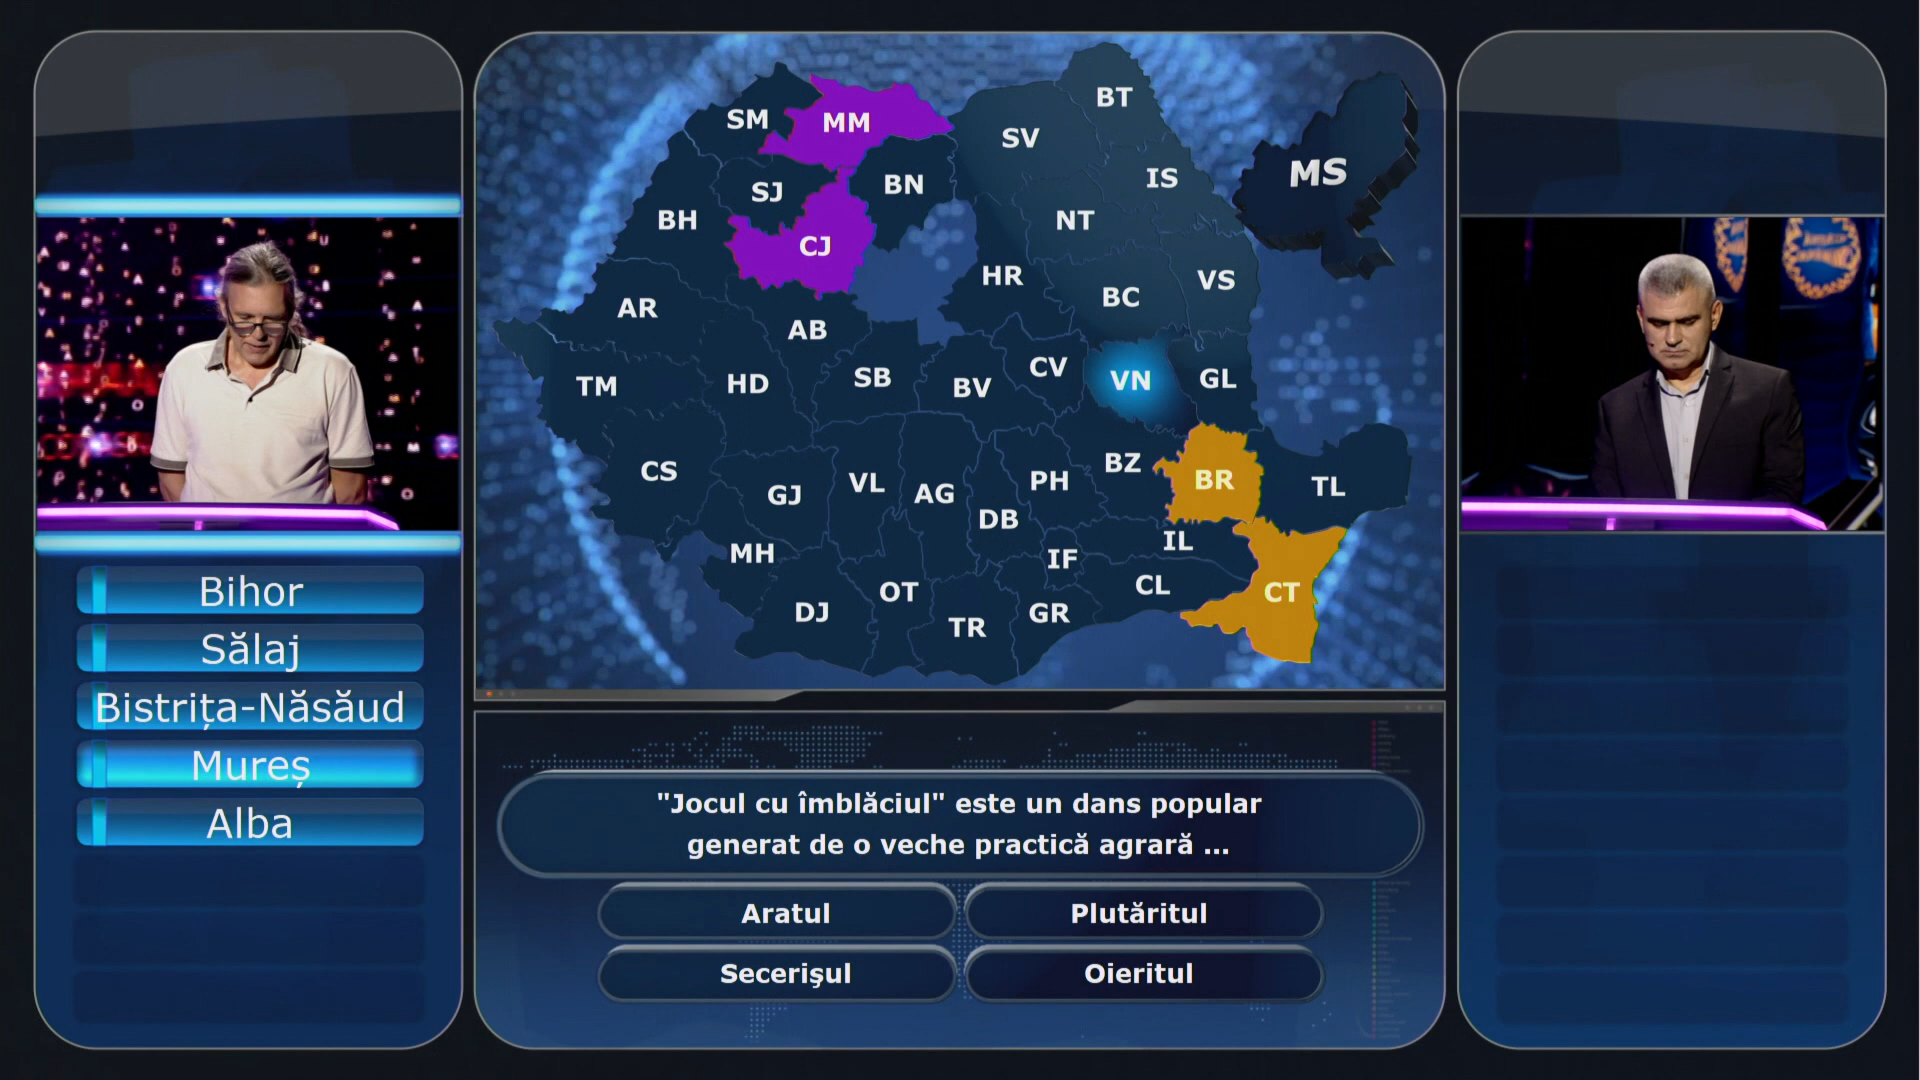 Bihor
Sălaj
Bistrița-Năsăud
Mureș
Alba
BT
SM
MM
SV
MS
IS
BN
SJ
BH
NT
CJ
HR
VS
BC
AR
AB
CV
SB
GL
VN
HD
TM
BV
BZ
CS
BR
PH
VL
TL
AG
GJ
DB
IL
MH
IF
CL
OT
CT
DJ
GR
TR
"Jocul cu îmblăciul" este un dans popular
generat de o veche practică agrară ...
Aratul
Plutăritul
Secerişul
Oieritul